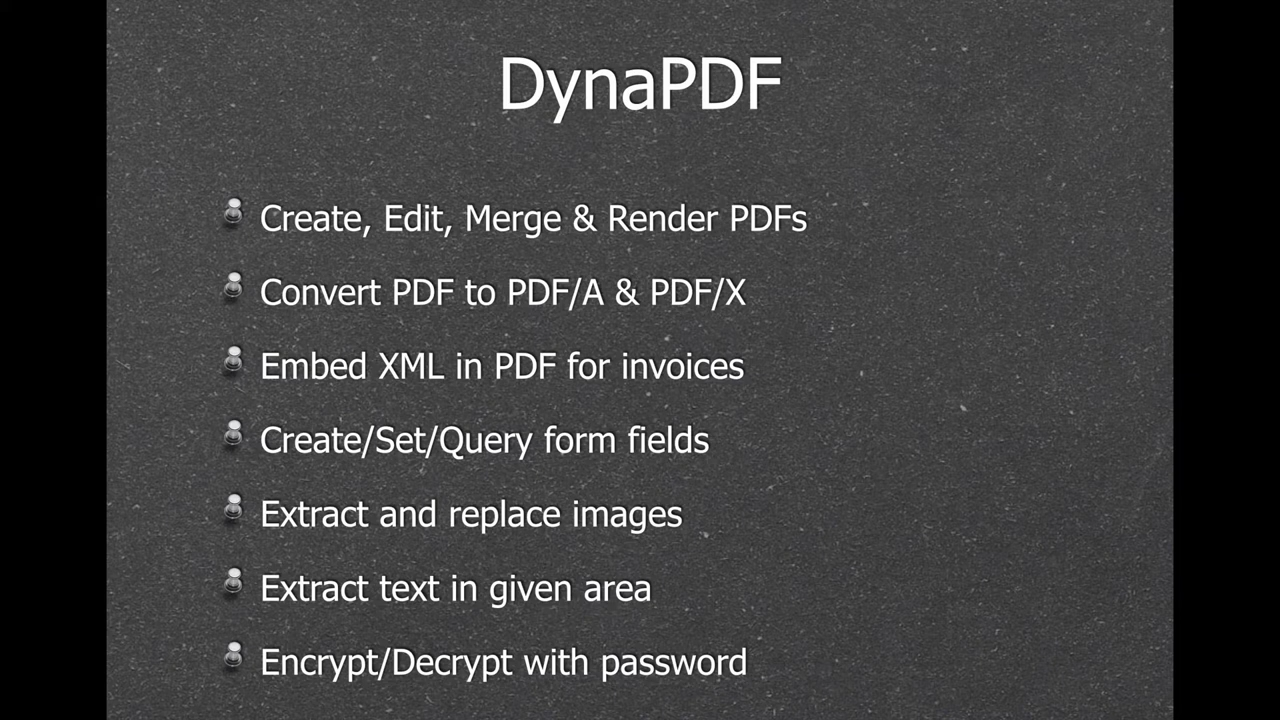 DynaPDF
Create, Edit, Merge & Render PDFs
Convert PDF to PDF/A & PDF/X
Embed XML in PDF for invoices
Create/Set/Query form fields
Extract and replace images
Extract text in given area
Encrypt/Decrypt with password